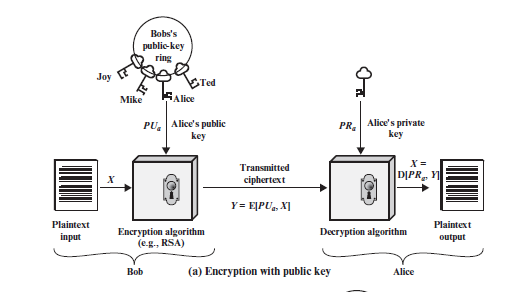 Bobs's
public-key
ring
Joy
Ted
Mike
Alice
PUa
Alice's public
key
PRa
Alice's private
key
X
Transmitted
ciphertext
X =
D[PRa, Y]
Y = E[PUa, X]
Plaintext
input
Encryption algorithm
(e.g., RSA)
Decryption algorithm
Plaintext
output
Bob
(a) Encryption with public key
Alice